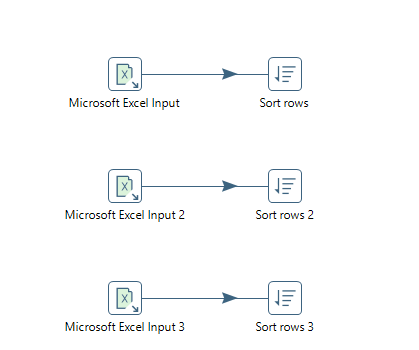 Microsoft Excel Input
Sort rows
Microsoft Excel Input 2
Sort rows 2
Microsoft Excel Input 3
Sort rows 3